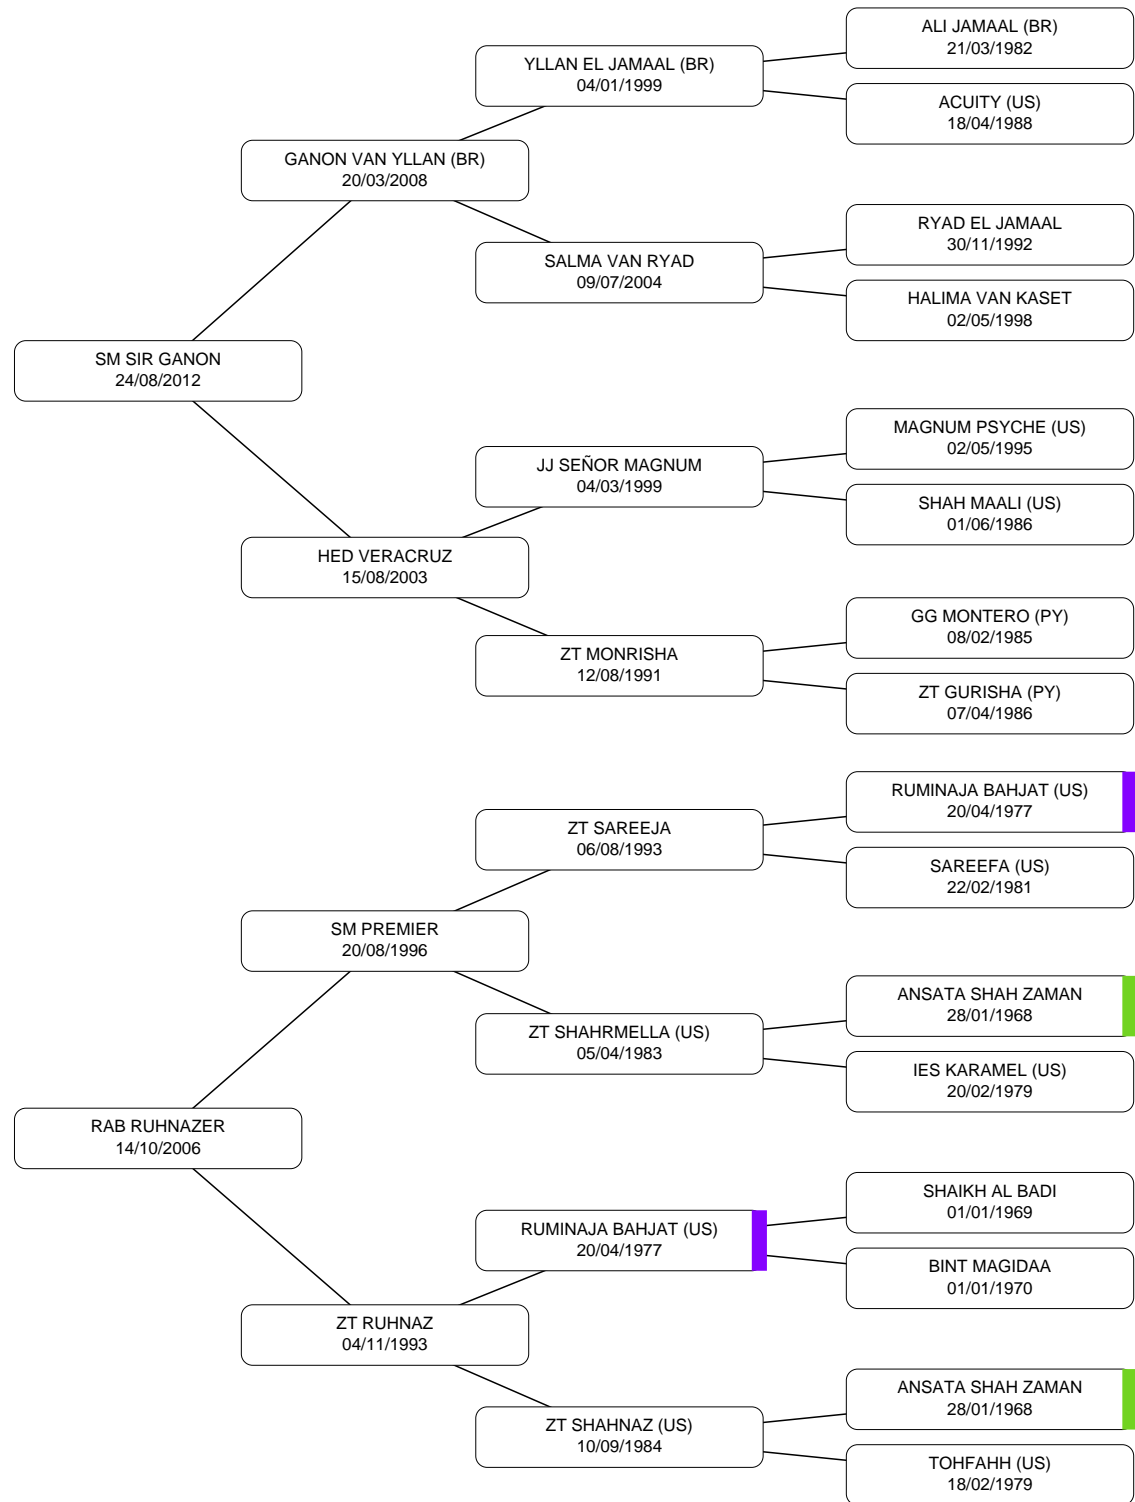 ALI JAMAAL (BR)
21/03/1982
YLLAN EL JAMAAL (BR)
04/01/1999
ACUITY (US)
18/04/1988
GANON VAN YLLAN (BR)
20/03/2008
RYAD EL JAMAAL
30/11/1992
SALMA VAN RYAD
09/07/2004
HALIMA VAN KASET
02/05/1998
SM SIR GANON
24/08/2012
MAGNUM PSYCHE (US)
02/05/1995
JJ SEÑOR MAGNUM
04/03/1999
SHAH MAALI (US)
01/06/1986
HED VERACRUZ
15/08/2003
GG MONTERO (PY)
08/02/1985
ZT MONRISHA
12/08/1991
ZT GURISHA (PY)
07/04/1986
RUMINAJA BAHJAT (US)
20/04/1977
ZT SAREEJA
06/08/1993
SAREEFA (US)
22/02/1981
SM PREMIER
20/08/1996
ANSATA SHAH ZAMAN
28/01/1968
ZT SHAHRMELLA (US)
05/04/1983
IES KARAMEL (US)
20/02/1979
RAB RUHNAZER
14/10/2006
SHAIKH AL BADI
01/01/1969
RUMINAJA BAHJAT (US)
20/04/1977
BINT MAGIDAA
01/01/1970
ZT RUHNAZ
04/11/1993
ANSATA SHAH ZAMAN
28/01/1968
ZT SHAHNAZ (US)
10/09/1984
TOHFAHH (US)
18/02/1979